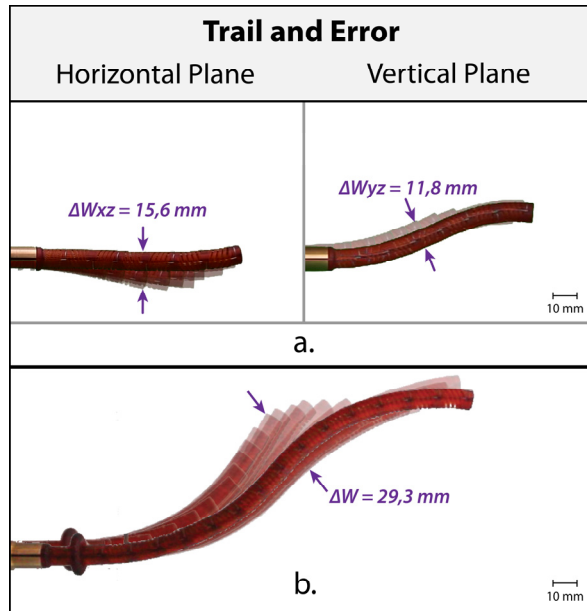 Trail and Error
Horizontal Plane
Vertical Plane
ΔWxz = 15,6 mm
ΔWyz = 11,8 mm
10 mm
a.
ΔW = 29,3 mm
b.
10 mm